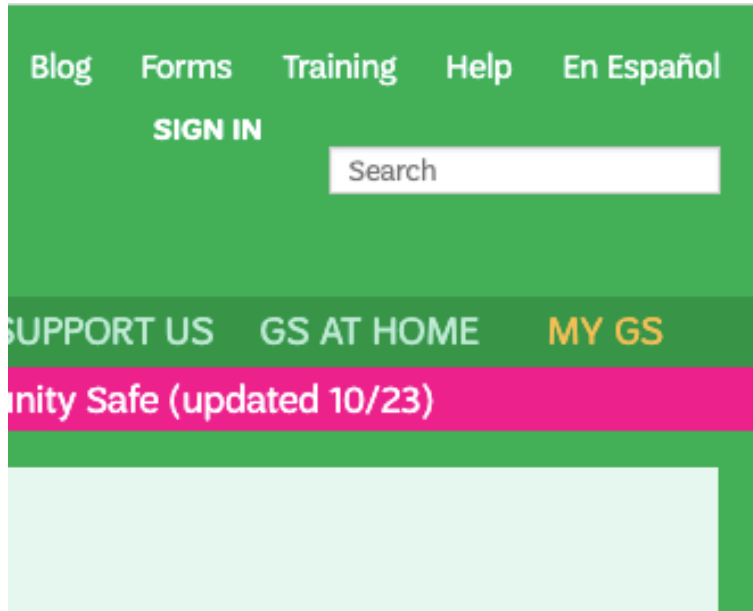 Blog Forms Training Help En Español
SIGN IN
Search
SUPPORT US GS AT HOME MY GS
unity Safe (updated 10/23)